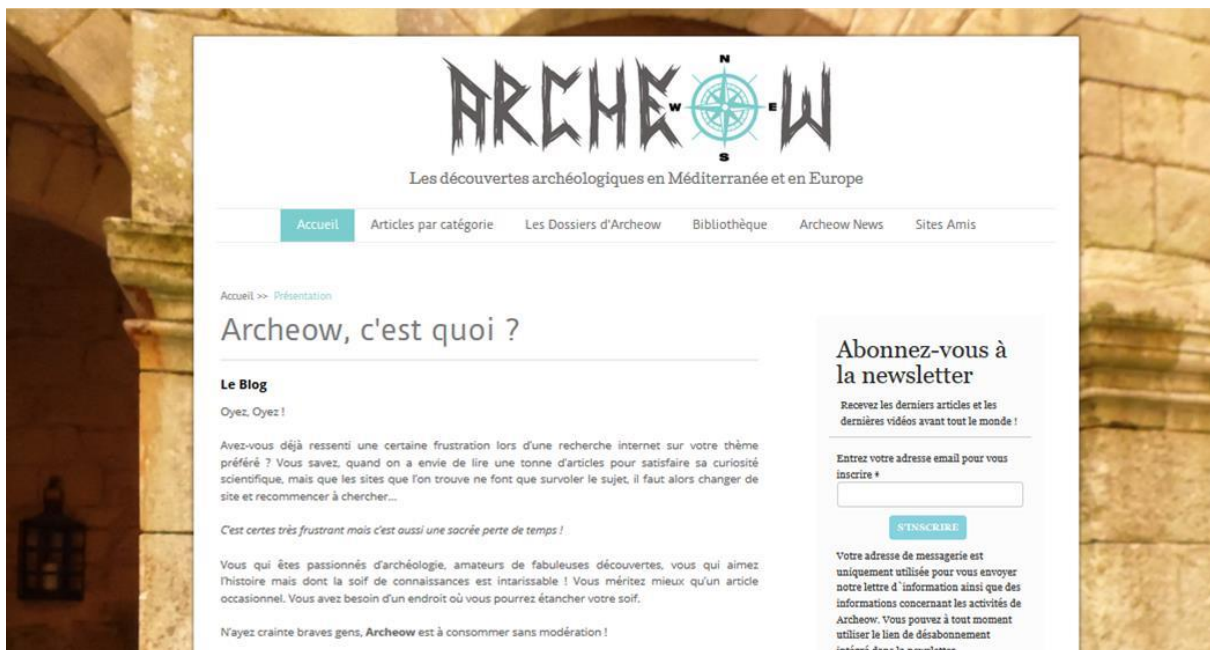 ARCHEOW
N
W
E
S
Les découvertes archéologiques en Méditerranée et en Europe
Accueil Articles par catégorie Les Dossiers d'Archeow Bibliothèque Archeow News Sites Amis
Accueil >> Présentation
Archeow, c'est quoi ?
Le Blog
Oyez, Oyez !
Avez-vous déjà ressenti une certaine frustration lors d'une recherche internet sur votre thème
préféré ? Vous savez, quand on a envie de lire une tonne d'articles pour satisfaire sa curiosité
scientifique, mais que les sites que l'on trouve ne font que survoler le sujet, il faut alors changer de
site et recommencer à chercher...
C'est certes très frustrant mais c'est aussi une sacrée perte de temps !
Vous qui êtes passionnés d'archéologie, amateurs de fabuleuses découvertes, vous qui aimez
l'histoire mais dont la soif de connaissances est intarissable ! Vous méritez mieux qu'un article
occasionnel. Vous avez besoin d'un endroit où vous pourrez étancher votre soif.
N'ayez crainte braves gens, Archeow est à consommer sans modération !
Abonnez-vous à
la newsletter
Recevez les derniers articles et les
dernières vidéos avant tout le monde !
Entrez votre adresse email pour vous
inscrire *
S'INSCRIRE
Votre adresse de messagerie est
uniquement utilisée pour vous envoyer
notre lettre d`information ainsi que des
informations concernant les activités de
Archeow. Vous pouvez à tout moment
utiliser le lien de désabonnement
intégré dans la newsletter.